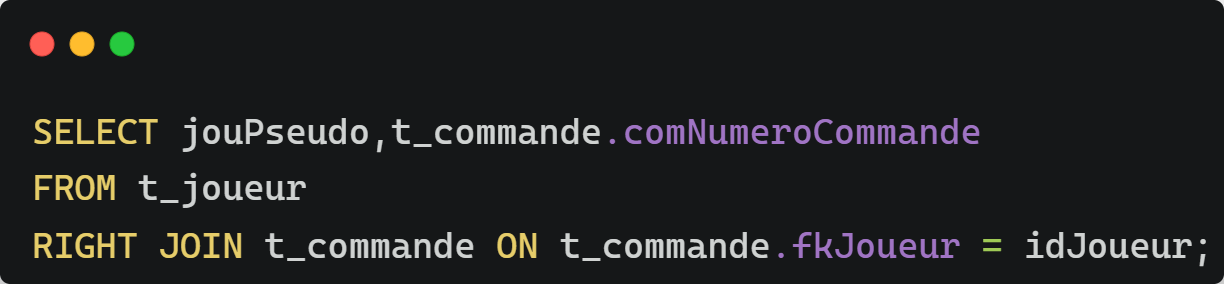 SELECT jouPseudo,t_commande.comNumeroCommande
FROM t_joueur
RIGHT JOIN t_commande ON t_commande.fkJoueur = idJoueur;